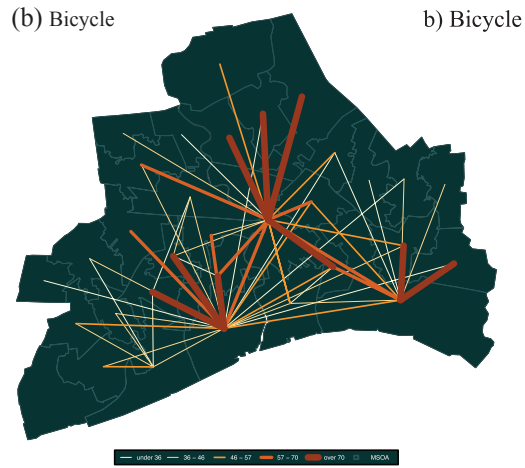 (b) Bicycle
b) Bicycle
under 36 36 – 46 46 – 57 57 – 70 over 70 MSOA